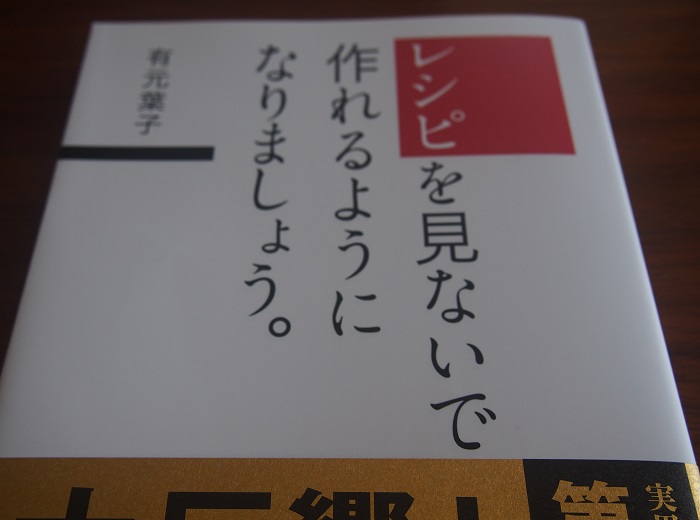 レシピを見ないで
作れるように
なりましょう。
有元葉子